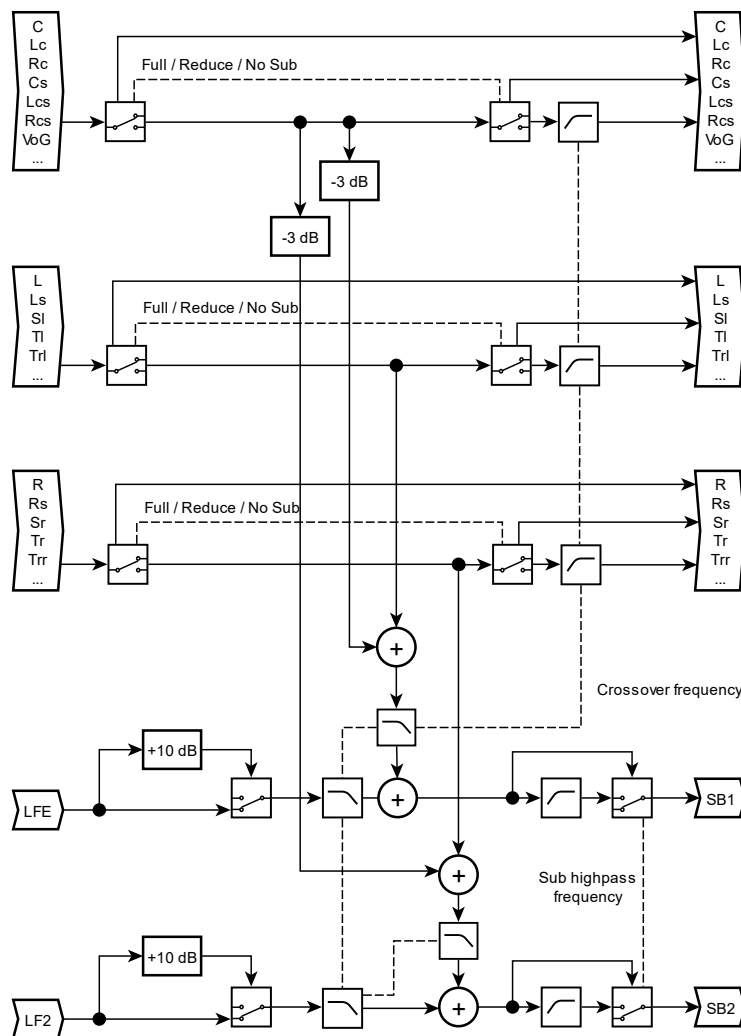 C
Lc
Rc
Cs
Lcs
Rcs
VoG
...
Full / Reduce / No Sub
C
Lc
Rc
Cs
Lcs
Rcs
VoG
...
-3 dB
-3 dB
L
Ls
Sl
Tl
Trl
...
Full / Reduce / No Sub
L
Ls
Sl
Tl
Trl
...
R
Rs
Sr
Tr
Trr
...
Full / Reduce / No Sub
R
Rs
Sr
Tr
Trr
...
+
Crossover frequency
+10 dB
LFE
+
SB1
+
Sub highpass
frequency
+10 dB
LF2
+
SB2